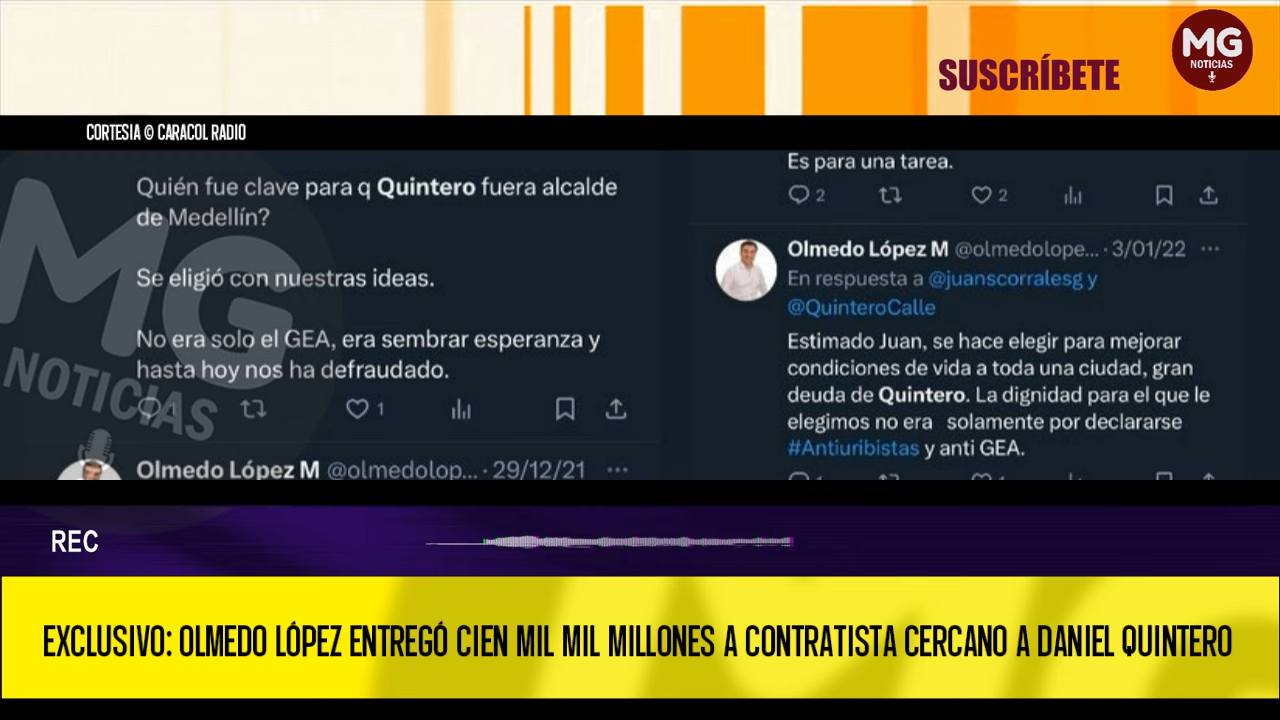 SUSCRÍBETE
MG
NOTICIAS
CORTESIA © CARACOL RADIO
Quién fue clave para q Quintero fuera alcalde
de Medellín?
Se eligió con nuestras ideas.
No era solo el GEA, era sembrar esperanza y
hasta hoy nos ha defraudado.
1
1
Olmedo López M @olmedolop... · 29/12/21 ···
MG
NOTICIAS
Es para una tarea.
2
2
Olmedo López M @olmedolope... · 3/01/22 ···
En respuesta a @juanscorralesg y
@QuinteroCalle
Estimado Juan, se hace elegir para mejorar
condiciones de vida a toda una ciudad, gran
deuda de Quintero. La dignidad para el que le
elegimos no era solamente por declararse
#Antiuribistas y anti GEA.
REC
EXCLUSIVO: OLMEDO LÓPEZ ENTREGÓ CIEN MIL MIL MILLONES A CONTRATISTA CERCANO A DANIEL QUINTERO